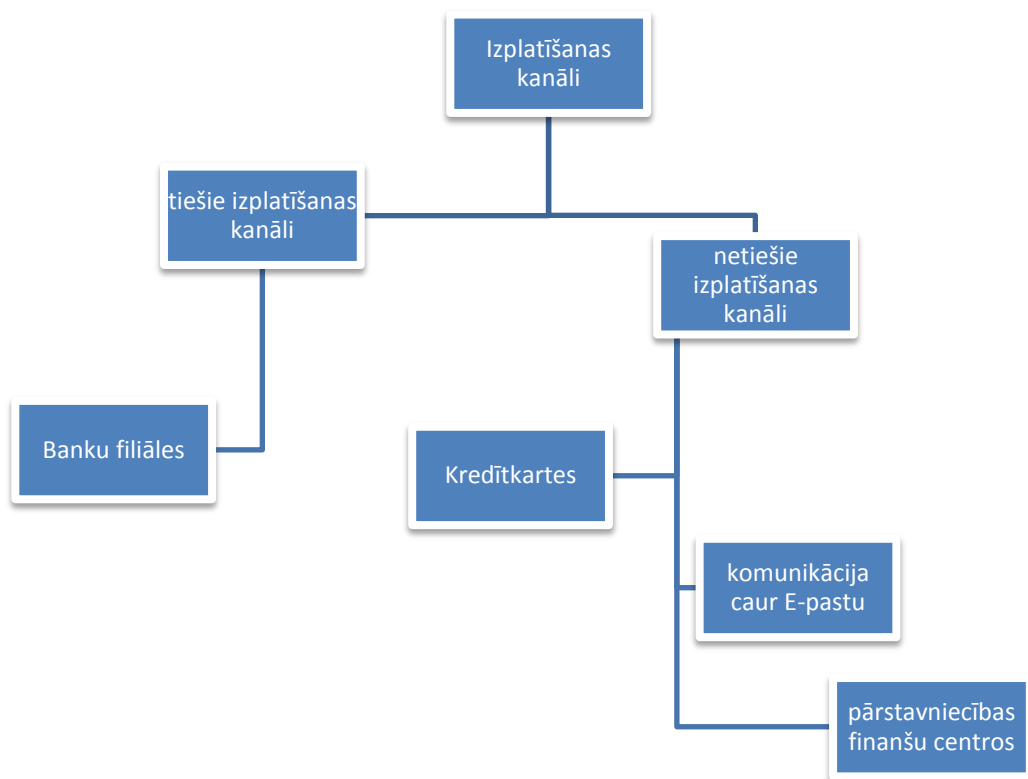 Izplatīšanas
kanāli
tiešie izplatīšanas
kanāli
netiešie
izplatīšanas
kanāli
Banku filiāles
Kredītkartes
komunikācija
caur E-pastu
pārstavniecības
finanšu centros